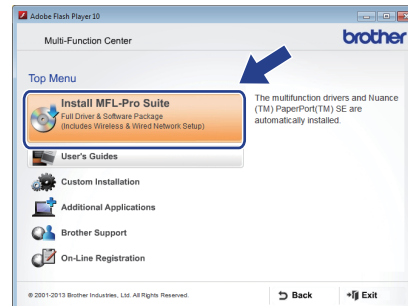 Adobe Flash Player 10
Multi-Function Center
brother
Top Menu
Install MFL-Pro Suite
Full Driver & Software Package
(Includes Wireless & Wired Network Setup)
The multifunction drivers and Nuance
(TM) PaperPort(TM) SE are
automatically installed.
User's Guides
Custom Installation
Additional Applications
Brother Support
On-Line Registration
© 2001-2013 Brother Industries, Ltd. All Rights Reserved.
Back
Exit